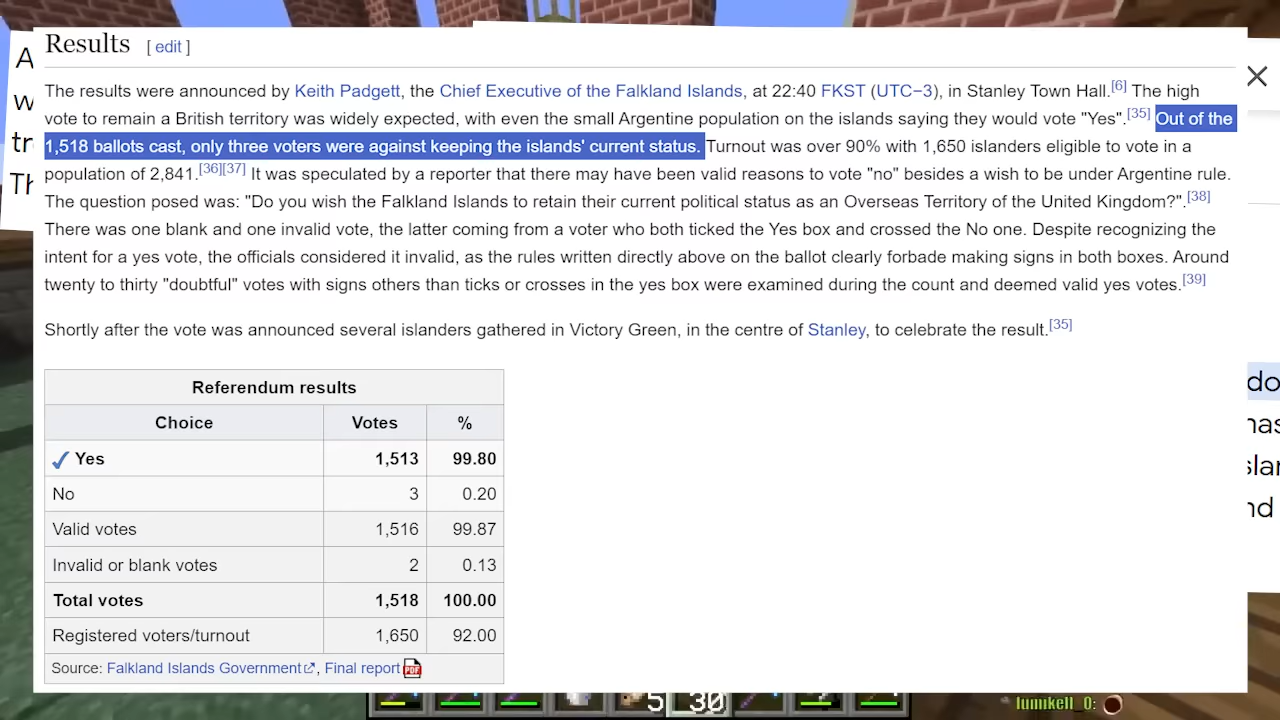 Results [ edit ]
The results were announced by Keith Padgett, the Chief Executive of the Falkland Islands, at 22:40 FKST (UTC−3), in Stanley Town Hall.[6] The high
vote to remain a British territory was widely expected, with even the small Argentine population on the islands saying they would vote "Yes".[35] Out of the
1,518 ballots cast, only three voters were against keeping the islands' current status. Turnout was over 90% with 1,650 islanders eligible to vote in a
population of 2,841.[36][37] It was speculated by a reporter that there may have been valid reasons to vote "no" besides a wish to be under Argentine rule.
The question posed was: "Do you wish the Falkland Islands to retain their current political status as an Overseas Territory of the United Kingdom?".[38]
There was one blank and one invalid vote, the latter coming from a voter who both ticked the Yes box and crossed the No one. Despite recognizing the
intent for a yes vote, the officials considered it invalid, as the rules written directly above on the ballot clearly forbade making signs in both boxes. Around
twenty to thirty "doubtful" votes with signs others than ticks or crosses in the yes box were examined during the count and deemed valid yes votes.[39]
Shortly after the vote was announced several islanders gathered in Victory Green, in the centre of Stanley, to celebrate the result.[35]
Referendum results
Choice Votes %
Yes 1,513 99.80
No 3 0.20
Valid votes 1,516 99.87
Invalid or blank votes 2 0.13
Total votes 1,518 100.00
Registered voters/turnout 1,650 92.00
Source: Falkland Islands Government, Final report PDF
5 30
lumikell_0: